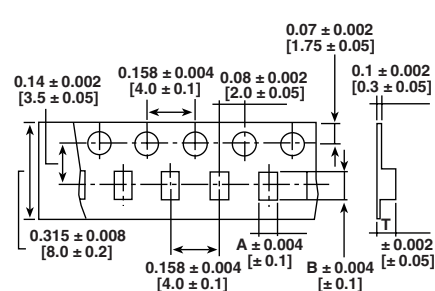 0.07 ± 0.002
[1.75 ± 0.05]
0.14 ± 0.002
[3.5 ± 0.05]
0.158 ± 0.004
[4.0 ± 0.1]
0.08 ± 0.002
[2.0 ± 0.05]
0.1 ± 0.002
[0.3 ± 0.05]
0.315 ± 0.008
[8.0 ± 0.2]
0.158 ± 0.004
[4.0 ± 0.1]
A ± 0.004
[± 0.1]
B ± 0.004
[± 0.1]
T
± 0.002
[± 0.05]